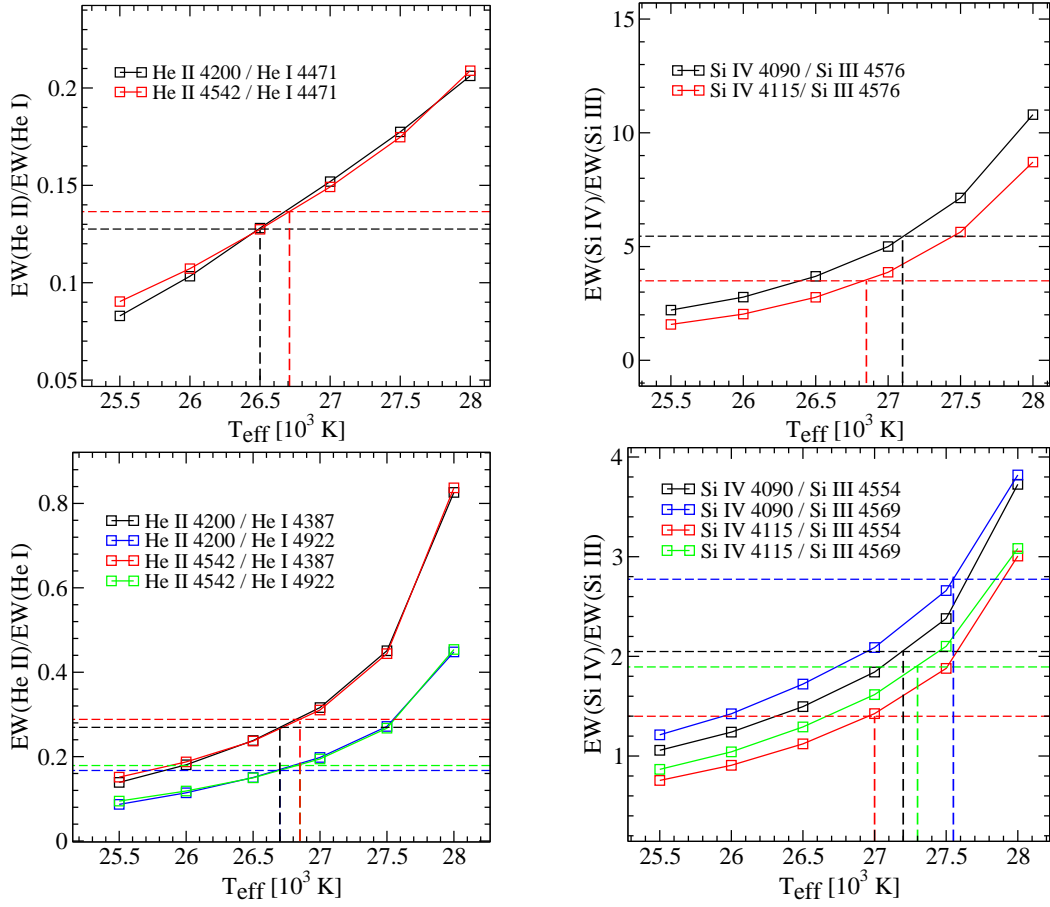 He II 4200 / He I 4471
He II 4542 / He I 4471
0.2
0.15
0.1
0.05
EW(He II)/EW(He I)
25.5 26 26.5 27 27.5 28
Teff [10³ K]
Si IV 4090 / Si III 4576
Si IV 4115/ Si III 4576
15
10
5
0
EW(Si IV)/EW(Si III)
25.5 26 26.5 27 27.5 28
Teff [10³ K]
He II 4200 / He I 4387
He II 4200 / He I 4922
He II 4542 / He I 4387
He II 4542 / He I 4922
0.8
0.6
0.4
0.2
0
EW(He II)/EW(He I)
25.5 26 26.5 27 27.5 28
Teff [10³ K]
Si IV 4090 / Si III 4554
Si IV 4090 / Si III 4569
Si IV 4115 / Si III 4554
Si IV 4115 / Si III 4569
4
3
2
1
EW(Si IV)/EW(Si III)
25.5 26 26.5 27 27.5 28
Teff [10³ K]